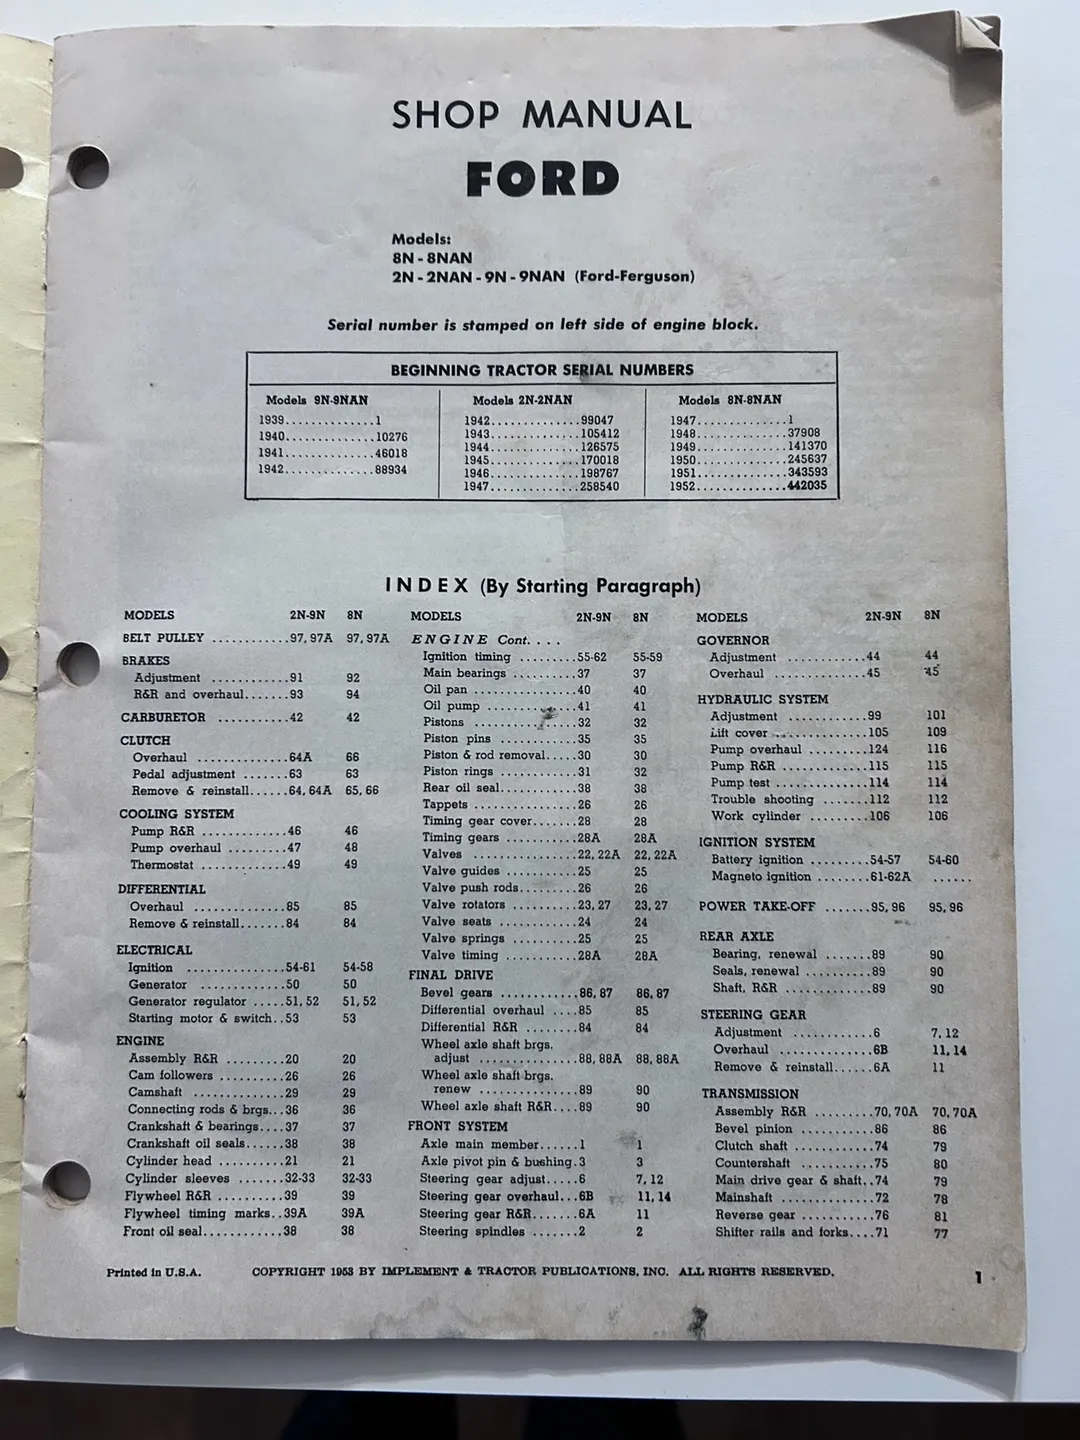 SHOP MANUAL
FORD
Models:
8N - 8NAN
2N - 2NAN - 9N - 9NAN (Ford-Ferguson)
Serial number is stamped on left side of engine block.
BEGINNING TRACTOR SERIAL NUMBERS
Models 9N-9NAN
1939..............1
1940..............10276
1941..............46018
1942..............88934
Models 2N-2NAN
1942..............99047
1943..............105412
1944..............126575
1945..............170018
1946..............198767
1947..............258540
Models 8N-8NAN
1947..............1
1948..............37908
1949..............141370
1950..............245637
1951..............343593
1952..............442035
INDEX (By Starting Paragraph)
MODELS 2N-9N 8N
BELT PULLEY ............97, 97A 97, 97A
BRAKES
Adjustment ............91 92
R&R and overhaul.......93 94
CARBURETOR ...........42 42
CLUTCH
Overhaul ..............64A 66
Pedal adjustment .......63 63
Remove & reinstall......64, 64A 65, 66
COOLING SYSTEM
Pump R&R .............46 46
Pump overhaul .........47 48
Thermostat .............49 49
DIFFERENTIAL
Overhaul ..............85 85
Remove & reinstall.......84 84
ELECTRICAL
Ignition ...............54-61 54-58
Generator .............50 50
Generator regulator .....51, 52 51, 52
Starting motor & switch..53 53
ENGINE
Assembly R&R .........20 20
Cam followers ..........26 26
Camshaft ..............29 29
Connecting rods & brgs...36 36
Crankshaft & bearings....37 37
Crankshaft oil seals......38 38
Cylinder head ..........21 21
Cylinder sleeves ........32-33 32-33
Flywheel R&R ..........39 39
Flywheel timing marks..39A 39A
Front oil seal............38 38
MODELS 2N-9N 8N
ENGINE Cont. . . .
Ignition timing .........55-62 55-59
Main bearings ..........37 37
Oil pan ................40 40
Oil pump ..............41 41
Pistons ................32 32
Piston pins .............35 35
Piston & rod removal.....30 30
Piston rings ............31 32
Rear oil seal............38 38
Tappets ................26 26
Timing gear cover.......28 28
Timing gears ...........28A 28A
Valves ................22, 22A 22, 22A
Valve guides ...........25 25
Valve push rods.........26 26
Valve rotators ..........23, 27 23, 27
Valve seats ............24 24
Valve springs ..........25 25
Valve timing ...........28A 28A
FINAL DRIVE
Bevel gears ............86, 87 86, 87
Differential overhaul ....85 85
Differential R&R ........84 84
Wheel axle shaft brgs.
adjust ...............88, 88A 88, 88A
Wheel axle shaft brgs.
renew ...............89 90
Wheel axle shaft R&R....89 90
FRONT SYSTEM
Axle main member......1 1
Axle pivot pin & bushing.3 3
Steering gear adjust.....6 7, 12
Steering gear overhaul...6B 11, 14
Steering gear R&R.......6A 11
Steering spindles .......2 2
MODELS 2N-9N 8N
GOVERNOR
Adjustment ............44 44
Overhaul ..............45 45
HYDRAULIC SYSTEM
Adjustment ............99 101
Lift cover ..............105 109
Pump overhaul .........124 116
Pump R&R .............115 115
Pump test ..............114 114
Trouble shooting .......112 112
Work cylinder .........106 106
IGNITION SYSTEM
Battery ignition .........54-57 54-60
Magneto ignition ........61-62A ......
POWER TAKE-OFF .......95, 96 95, 96
REAR AXLE
Bearing, renewal .......89 90
Seals, renewal ..........89 90
Shaft, R&R .............89 90
STEERING GEAR
Adjustment ............6 7, 12
Overhaul ..............6B 11, 14
Remove & reinstall......6A 11
TRANSMISSION
Assembly R&R .........70, 70A 70, 70A
Bevel pinion ...........86 86
Clutch shaft ............74 79
Countershaft ...........75 80
Main drive gear & shaft..74 79
Mainshaft .............72 78
Reverse gear ...........76 81
Shifter rails and forks....71 77
Printed in U.S.A. COPYRIGHT 1953 BY IMPLEMENT & TRACTOR PUBLICATIONS, INC. ALL RIGHTS RESERVED.
1